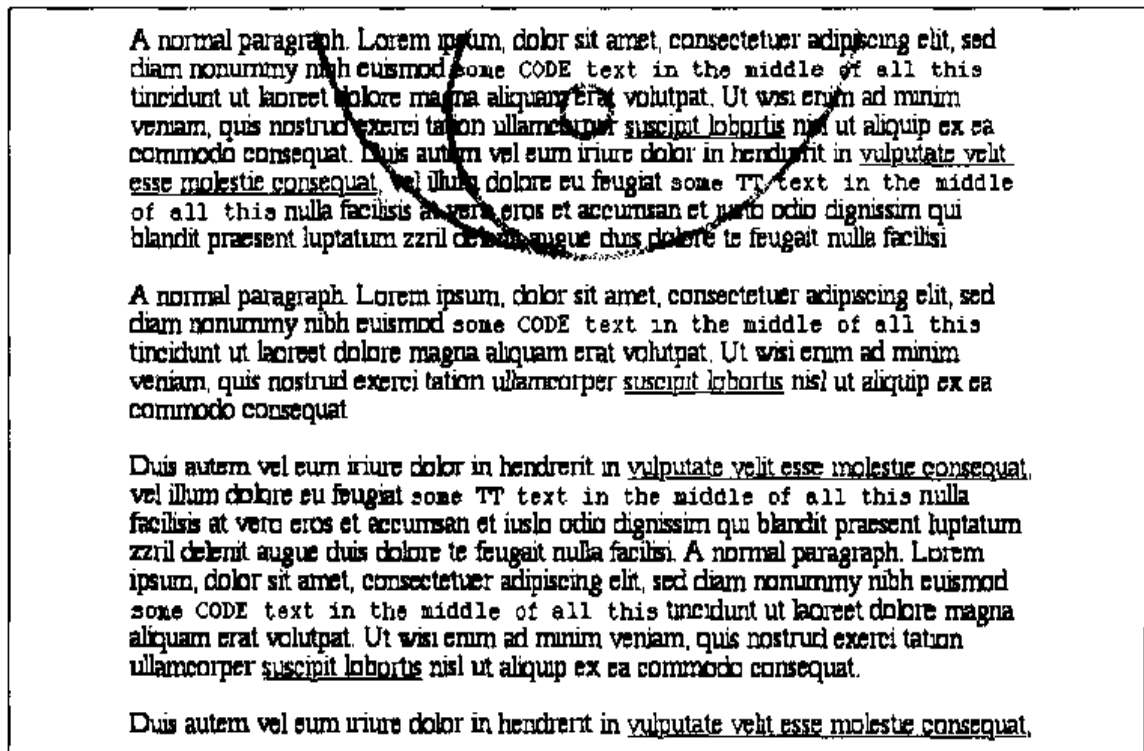 A normal paragraph. Lorem ipsum, dolor sit amet, consectetuer adipiscing elit, sed
diam nonummy nibh euismod some CODE text in the middle of all this
tincidunt ut laoreet dolore magna aliquam erat volutpat. Ut wisi enim ad minim
veniam, quis nostrud exerci tation ullamcorper suscipit lobortis nisl ut aliquip ex ea
commodo consequat. Duis autem vel eum iriure dolor in hendrerit in vulputate velit
esse molestie consequat, vel illum dolore eu feugiat some TT text in the middle
of all this nulla facilisis at vero eros et accumsan et iusto odio dignissim qui
blandit praesent luptatum zzril delenit augue duis dolore te feugait nulla facilisi
A normal paragraph. Lorem ipsum, dolor sit amet, consectetuer adipiscing elit, sed
diam nonummy nibh euismod some CODE text in the middle of all this
tincidunt ut laoreet dolore magna aliquam erat volutpat. Ut wisi enim ad minim
veniam, quis nostrud exerci tation ullamcorper suscipit lobortis nisl ut aliquip ex ea
commodo consequat
Duis autem vel eum iriure dolor in hendrerit in vulputate velit esse molestie consequat,
vel illum dolore eu feugiat some TT text in the middle of all this nulla
facilisis at vero eros et accumsan et iusto odio dignissim qui blandit praesent luptatum
zzril delenit augue duis dolore te feugait nulla facilisi. A normal paragraph. Lorem
ipsum, dolor sit amet, consectetuer adipiscing elit, sed diam nonummy nibh euismod
some CODE text in the middle of all this tincidunt ut laoreet dolore magna
aliquam erat volutpat. Ut wisi enim ad minim veniam, quis nostrud exerci tation
ullamcorper suscipit lobortis nisl ut aliquip ex ea commodo consequat.
Duis autem vel eum iriure dolor in hendrerit in vulputate velit esse molestie consequat,